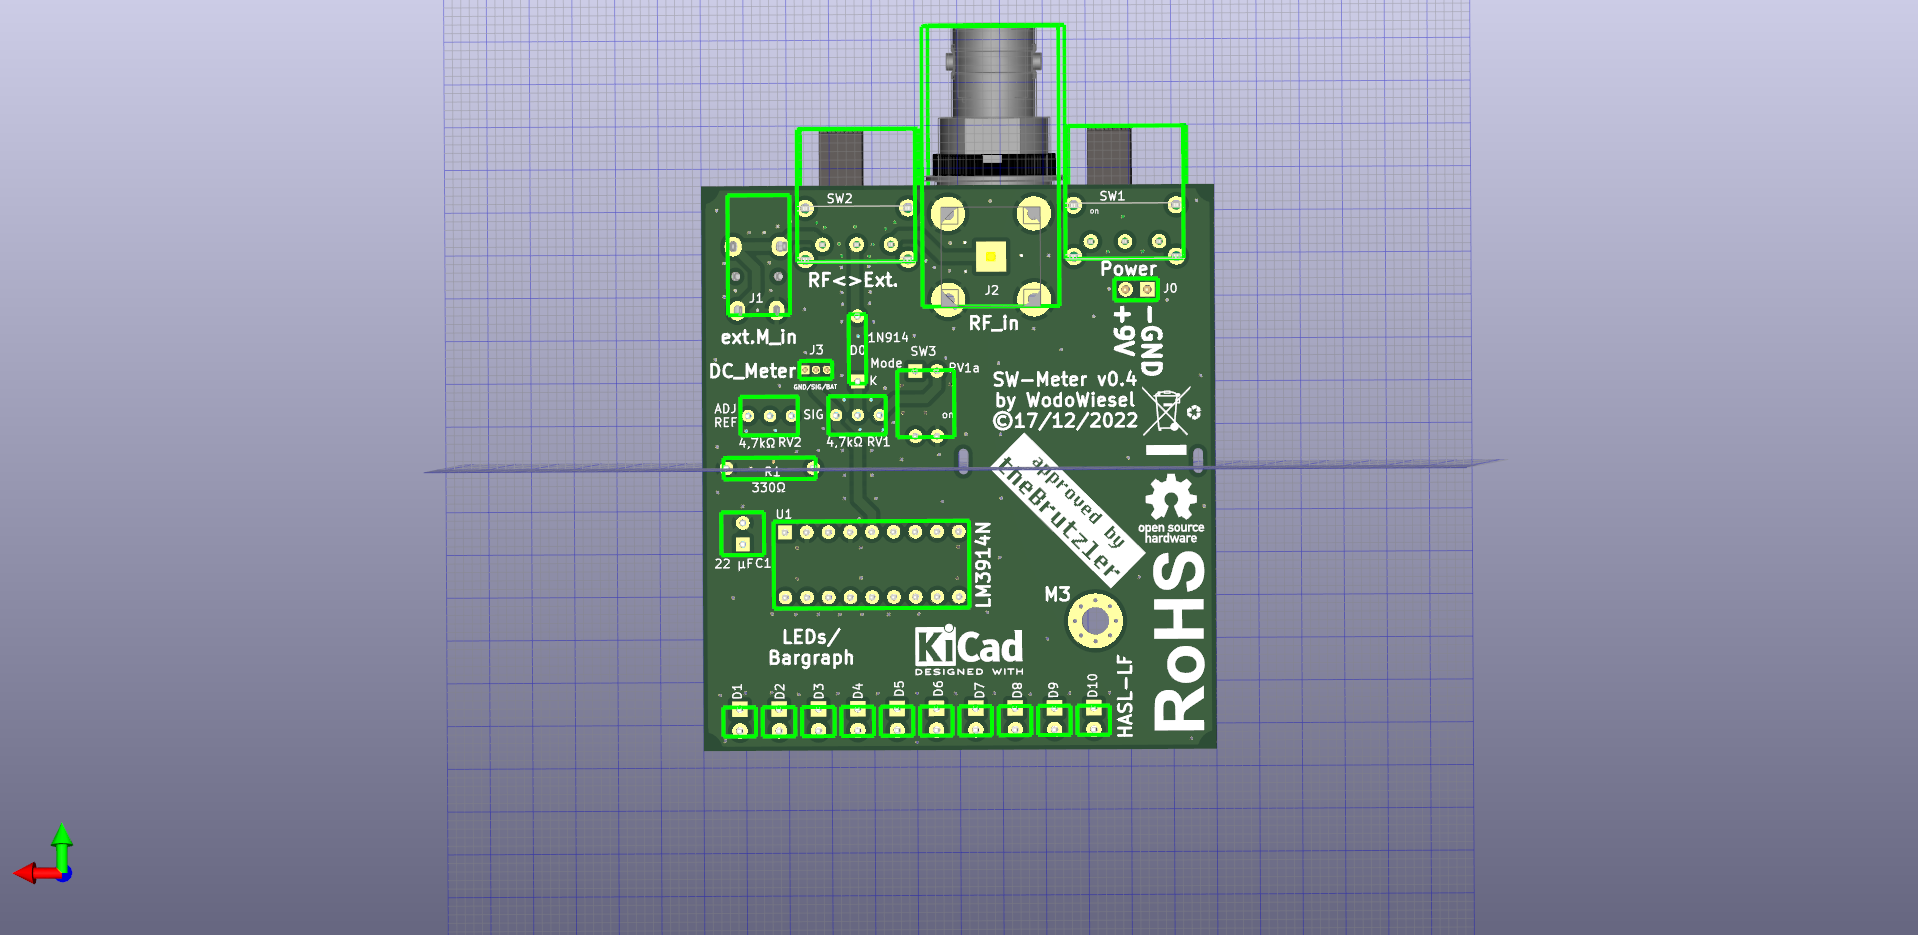 SW2
SW1
on
RF<>Ext.
Power
J1
J2
J0
ext.M_in
RF_in
+9V
-GND
1N914
J3
D0
SW3
Mode
RV1a
DC_Meter
K
GND/SIG/BAT
SW-Meter v0.4
by WodoWiesel
©17/12/2022
ADJ
REF
SIG
on
4,7kΩ RV2
4,7kΩ RV1
R1
330Ω
approved by
theBrutzler
U1
open source
hardware
22 µF C1
LM3914N
M3
RoHS
LEDs/
Bargraph
KiCad
DESIGNED WITH
HASL-LF
D1
D2
D3
D4
D5
D6
D7
D8
D9
D10